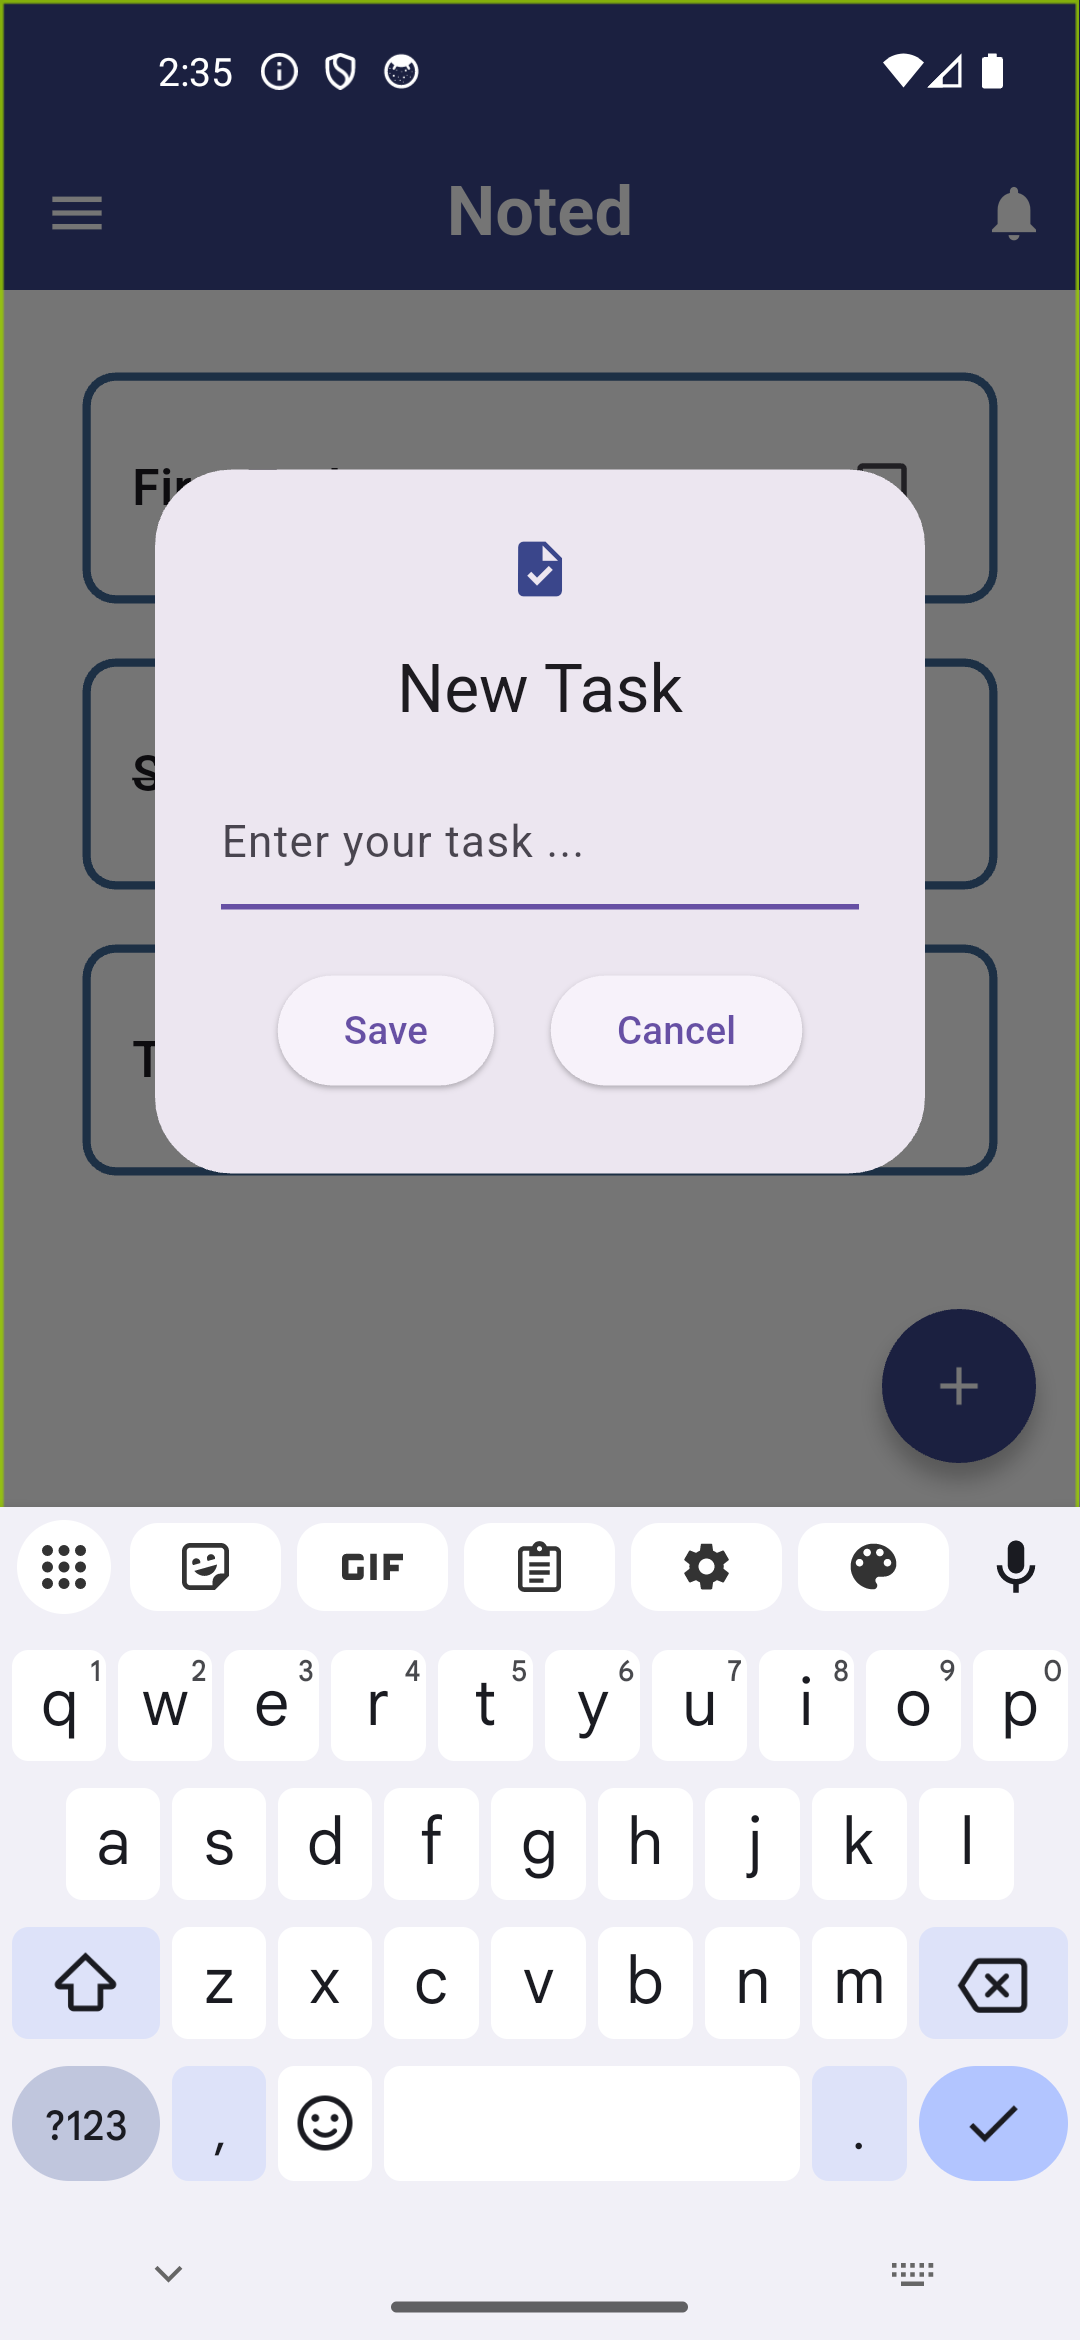 2:35
Noted
New Task
Enter your task ...
Save
Cancel
GIF
q 1 w 2 e 3 r 4 t 5 y 6 u 7 i 8 o 9 p 0
a s d f g h j k l
z x c v b n m
?123 , .